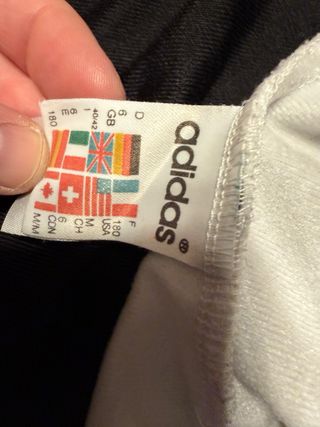 adidas®
D F
6 180
GB USA
40/42 M
I CH
6 6
E CDN
180 M/M